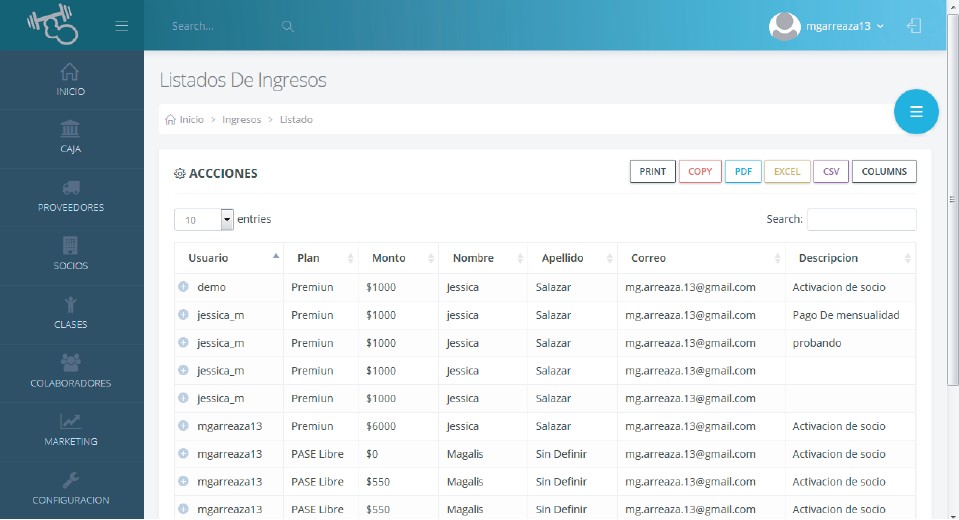 Search...
mgarreaza13
INICIO
CAJA
PROVEEDORES
SOCIOS
CLASES
COLABORADORES
MARKETING
CONFIGURACION
Listados De Ingresos
Inicio > Ingresos > Listado
ACCCIONES
PRINT COPY PDF EXCEL CSV COLUMNS
10 entries Search:
Usuario Plan Monto Nombre Apellido Correo Descripcion
demo Premiun $1000 Jessica Salazar mg.arreaza.13@gmail.com Activacion de socio
jessica_m Premiun $1000 jessica Salazar mg.arreaza.13@gmail.com Pago De mensualidad
jessica_m Premiun $1000 Jessica Salazar mg.arreaza.13@gmail.com probando
jessica_m Premiun $1000 Jessica Salazar mg.arreaza.13@gmail.com
jessica_m Premiun $1000 Jessica Salazar mg.arreaza.13@gmail.com
mgarreaza13 Premiun $6000 Jessica Salazar mg.arreaza.13@gmail.com Activacion de socio
mgarreaza13 PASE Libre $0 Magalis Sin Definir mg.arreaza.13@gmail.com Activacion de socio
mgarreaza13 PASE Libre $550 Magalis Sin Definir mg.arreaza.13@gmail.com Activacion de socio
mgarreaza13 PASE Libre $550 Magalis Sin Definir mg.arreaza.13@gmail.com Activacion de socio